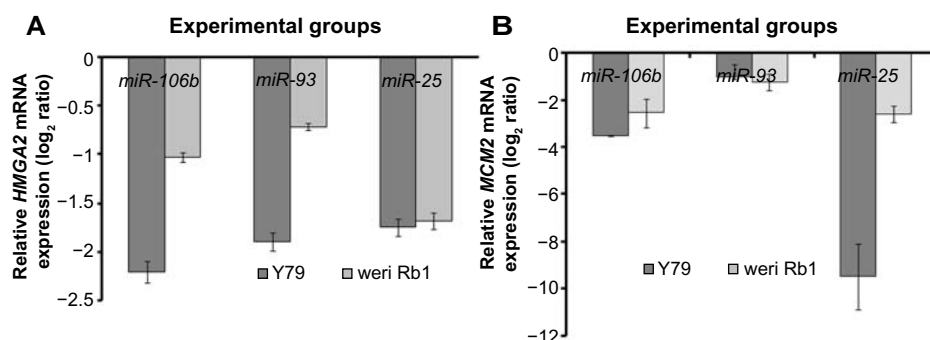 A Experimental groups
Relative HMGA2 mRNA
expression (log2 ratio)
0
−0.5
−1
−1.5
−2
−2.5
miR-106b miR-93 miR-25
Y79 weri Rb1
B Experimental groups
Relative MCM2 mRNA
expression (log2 ratio)
0
−2
−4
−6
−8
−10
−12
miR-106b miR-93 miR-25
Y79 weri Rb1